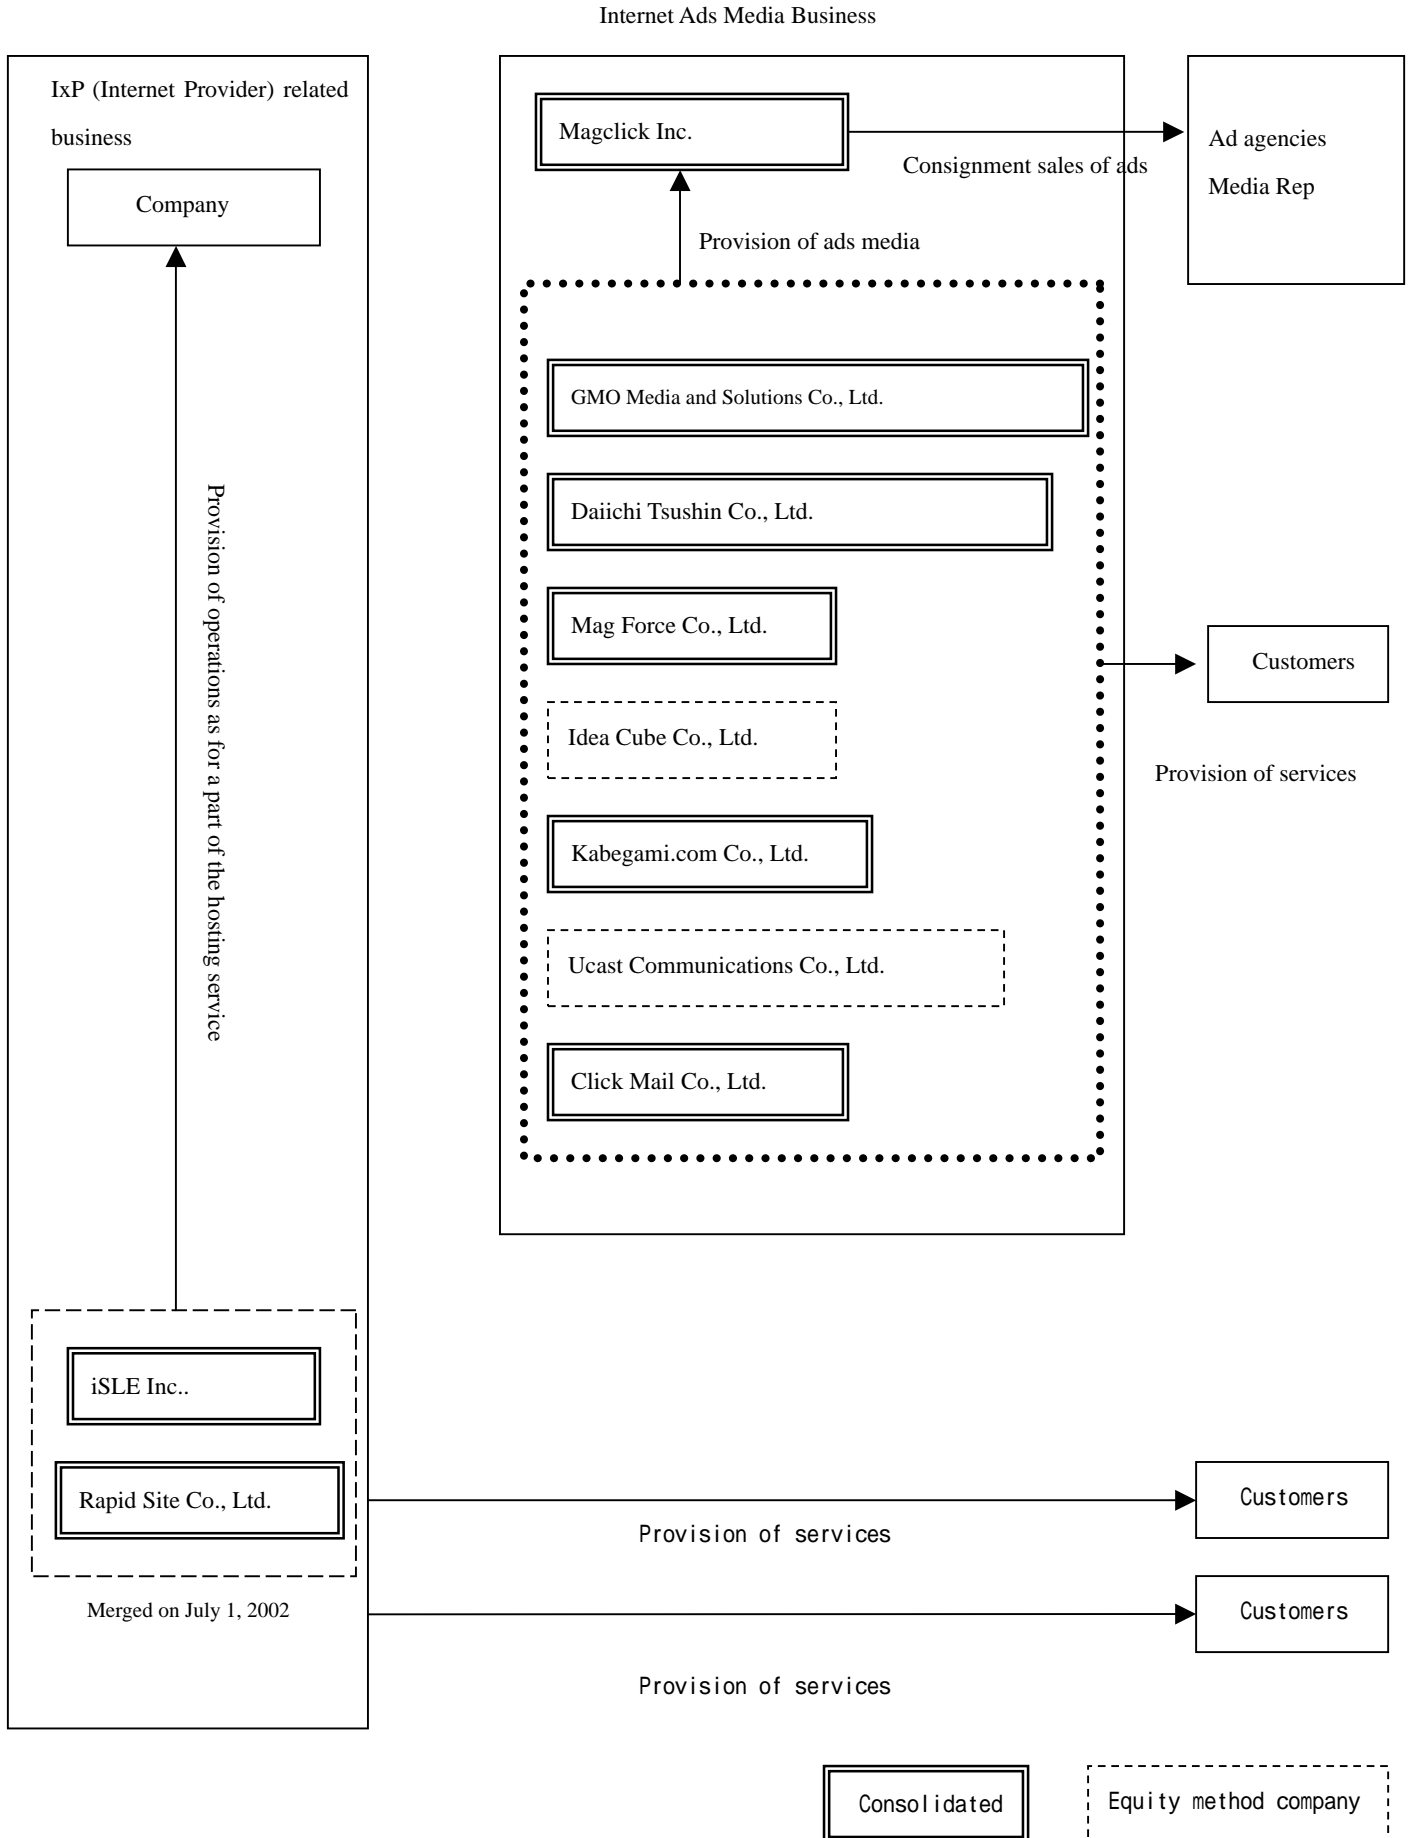 Internet Ads Media Business
IxP (Internet Provider) related
business
Company
Provision of operations as for a part of the hosting service
iSLE Inc..
Rapid Site Co., Ltd.
Merged on July 1, 2002
Magclick Inc.
Consignment sales of ads
Ad agencies
Media Rep
Provision of ads media
GMO Media and Solutions Co., Ltd.
Daiichi Tsushin Co., Ltd.
Mag Force Co., Ltd.
Idea Cube Co., Ltd.
Kabegami.com Co., Ltd.
Ucast Communications Co., Ltd.
Click Mail Co., Ltd.
Customers
Provision of services
Customers
Provision of services
Customers
Provision of services
Consolidated
Equity method company